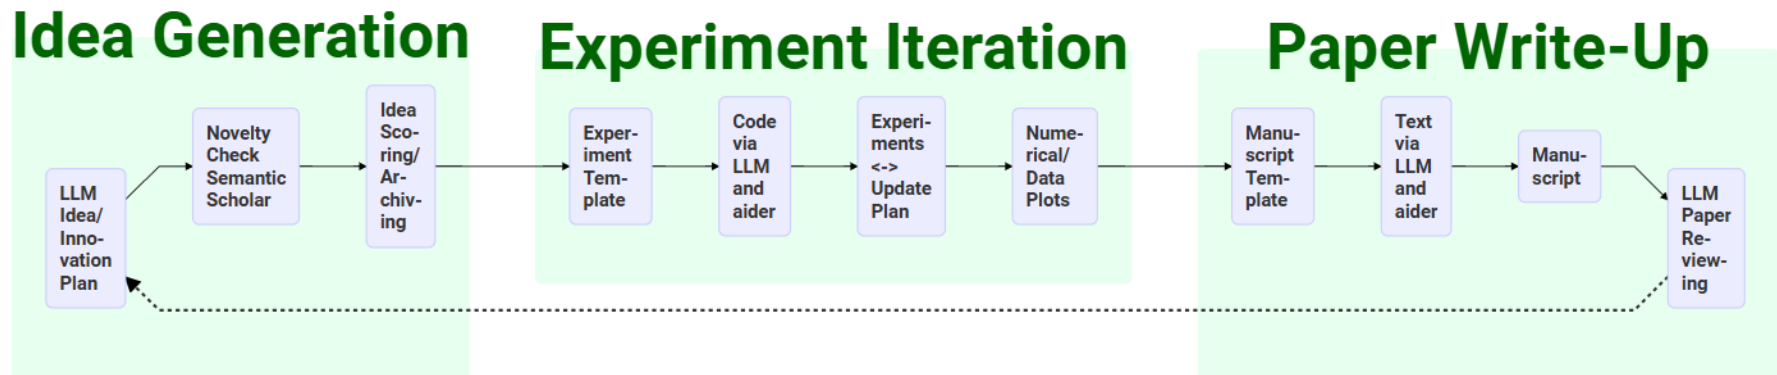 Idea Generation
LLM
Idea/
Inno-
vation
Plan
Novelty
Check
Semantic
Scholar
Idea
Sco-
ring/
Ar-
chiv-
ing
Experiment Iteration
Exper-
iment
Tem-
plate
Code
via
LLM
and
aider
Experi-
ments
<->
Update
Plan
Nume-
rical/
Data
Plots
Paper Write-Up
Manu-
script
Tem-
plate
Text
via
LLM
and
aider
Manu-
script
LLM
Paper
Re-
view-
ing